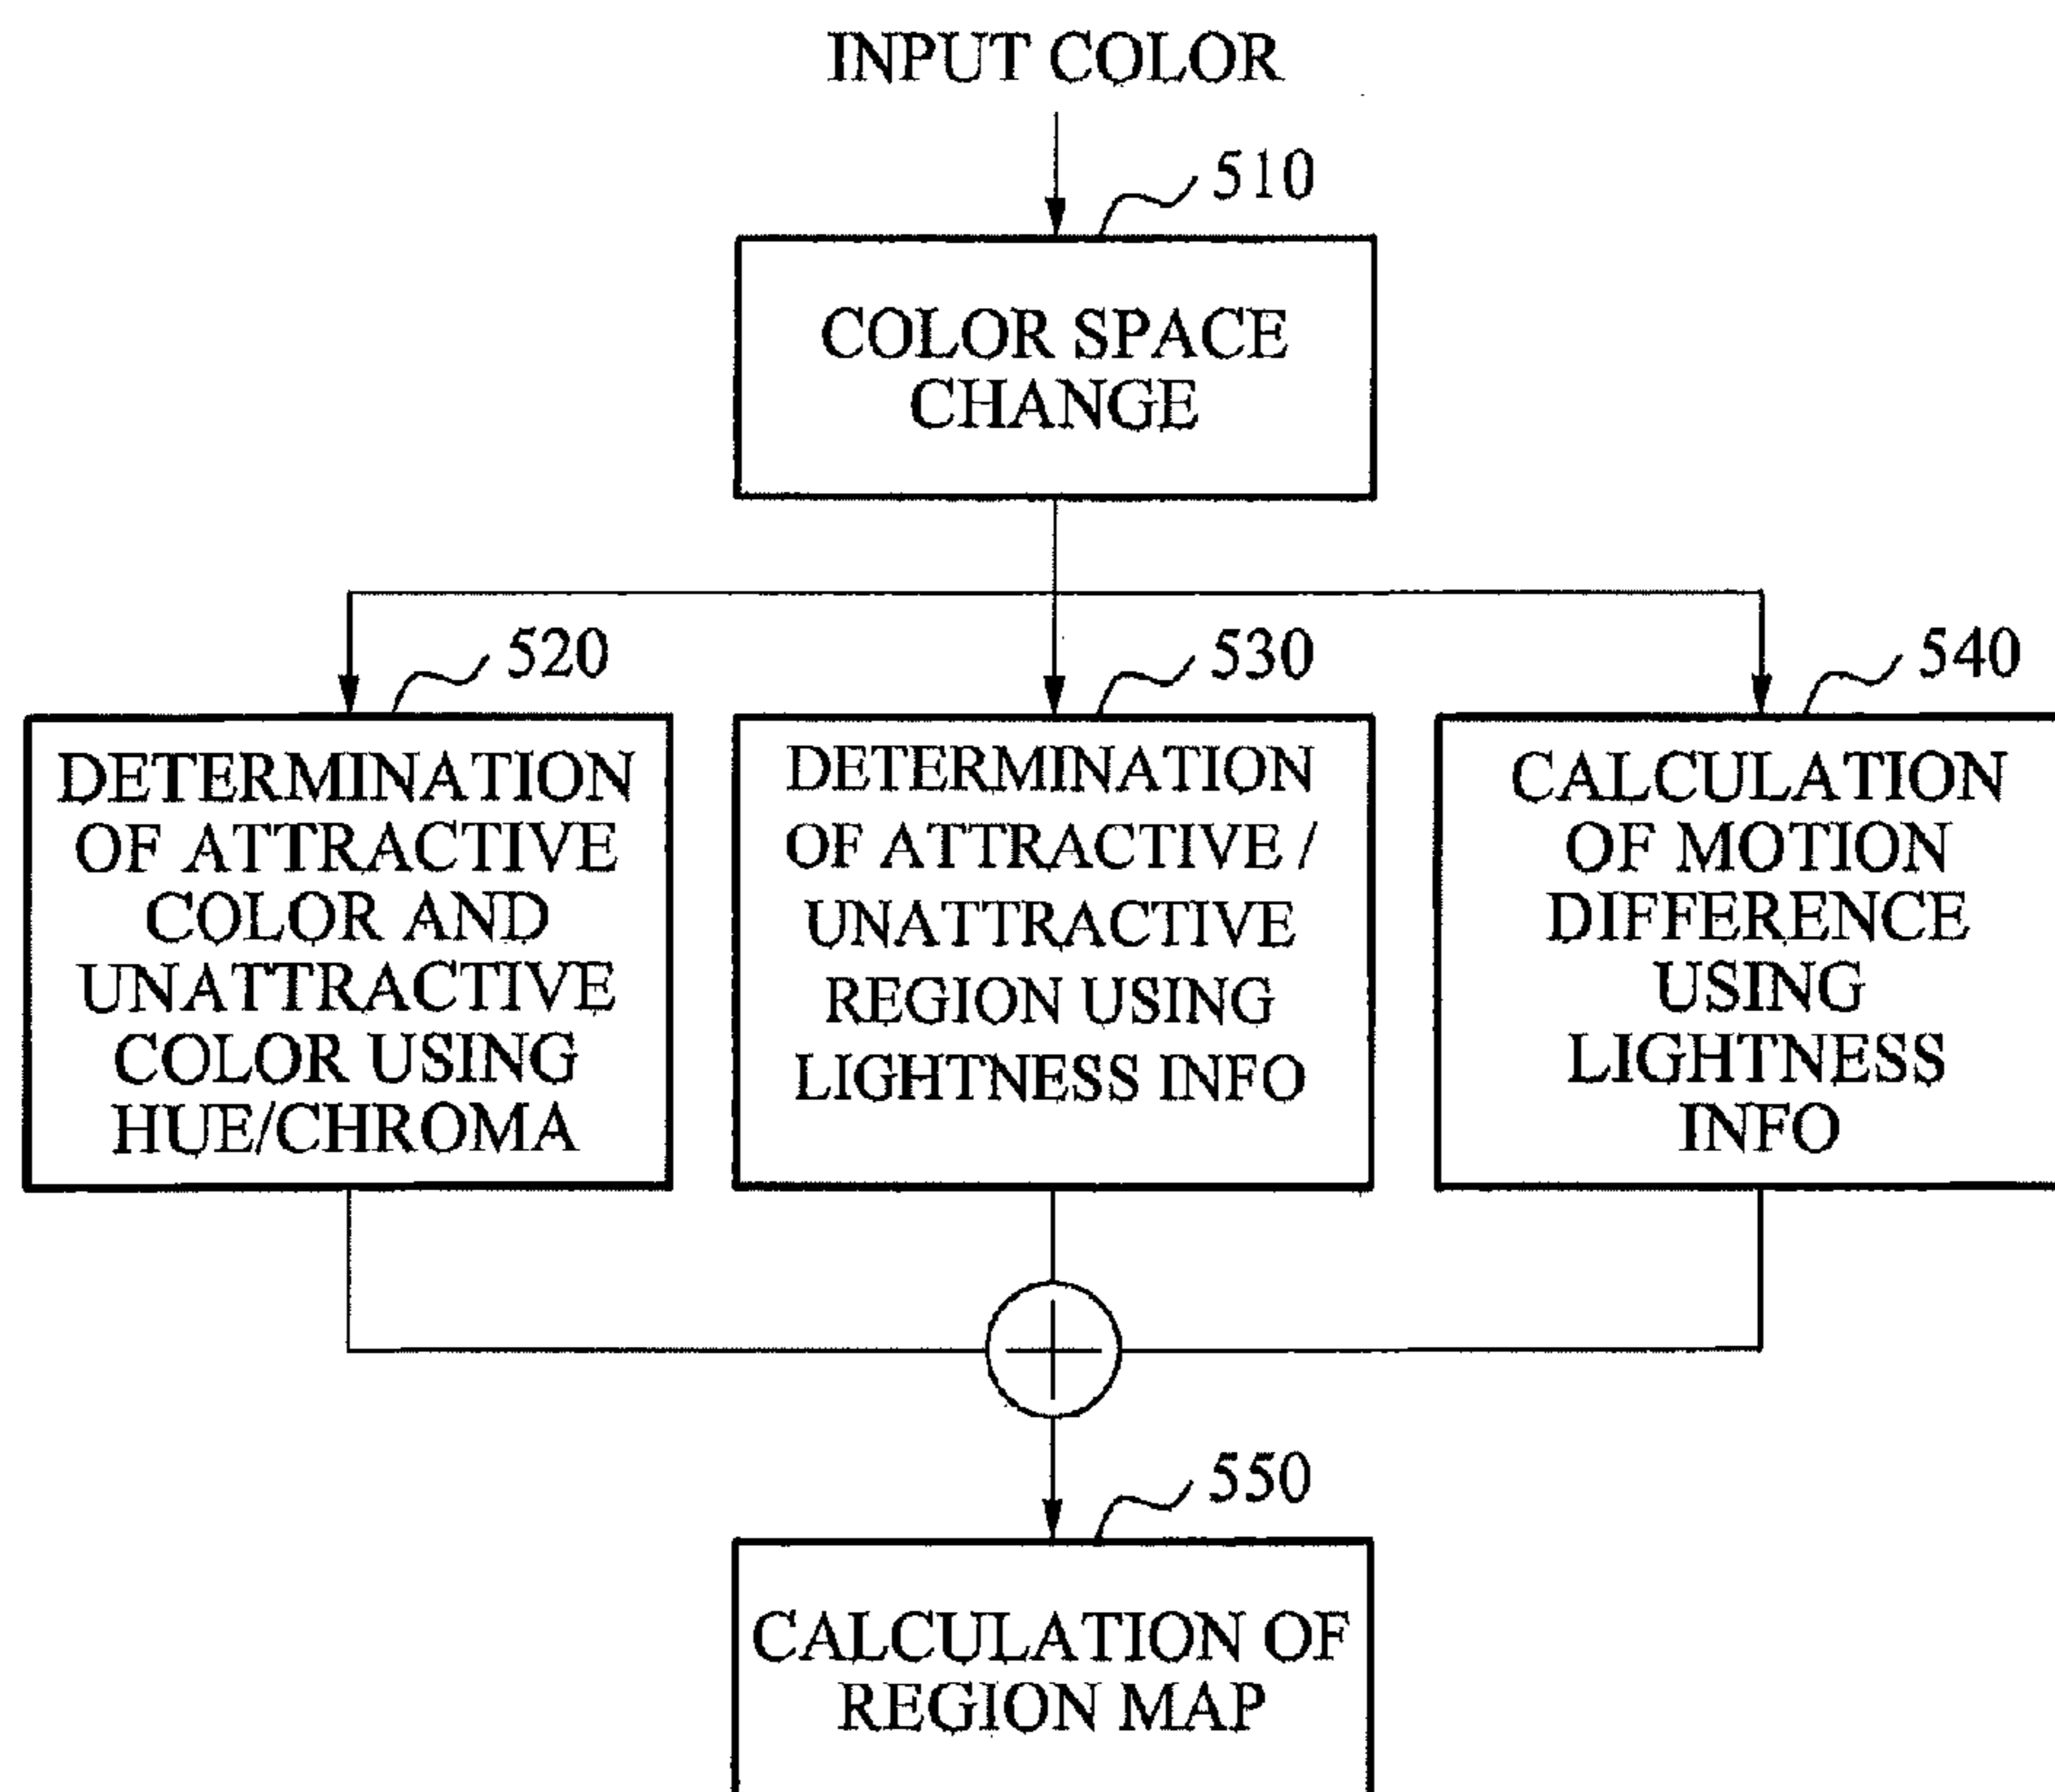 INPUT COLOR
510
COLOR SPACE
CHANGE
520
DETERMINATION
OF ATTRACTIVE
COLOR AND
UNATTRACTIVE
COLOR USING
HUE/CHROMA
530
DETERMINATION
OF ATTRACTIVE /
UNATTRACTIVE
REGION USING
LIGHTNESS INFO
540
CALCULATION
OF MOTION
DIFFERENCE
USING
LIGHTNESS
INFO
550
CALCULATION OF
REGION MAP